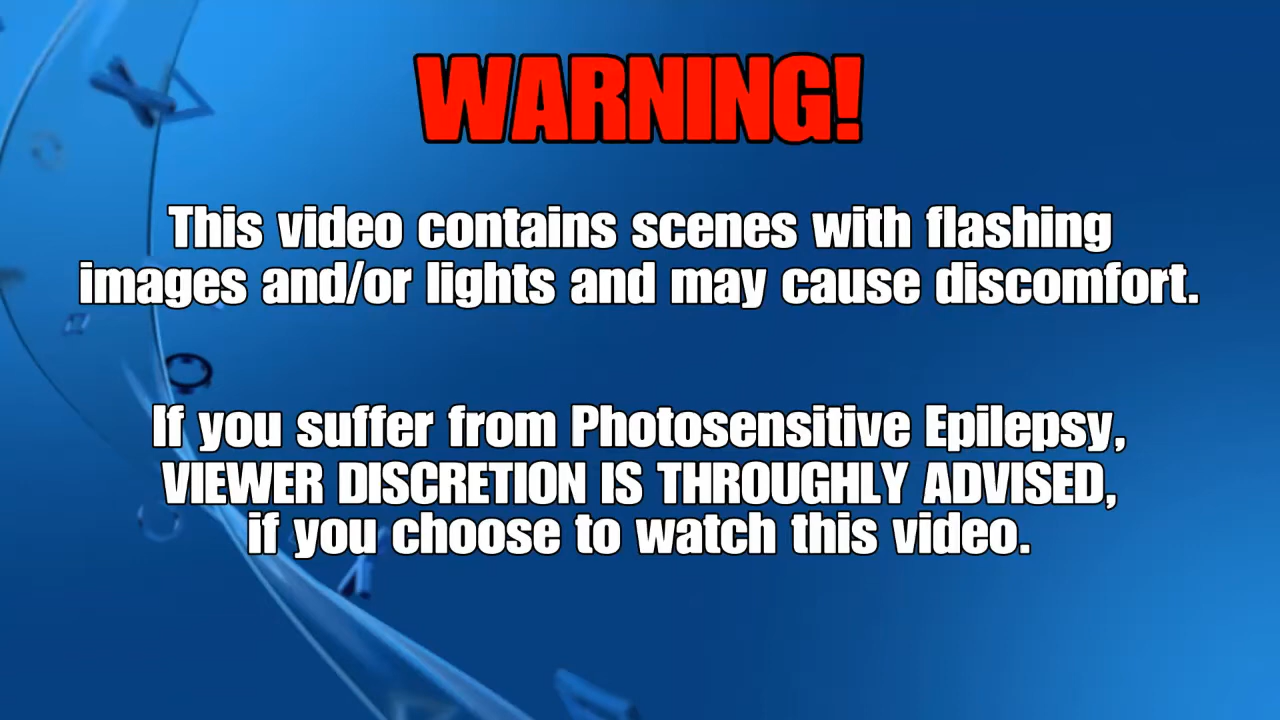 WARNING!
This video contains scenes with flashing
images and/or lights and may cause discomfort.
If you suffer from Photosensitive Epilepsy,
VIEWER DISCRETION IS THROUGHLY ADVISED,
if you choose to watch this video.